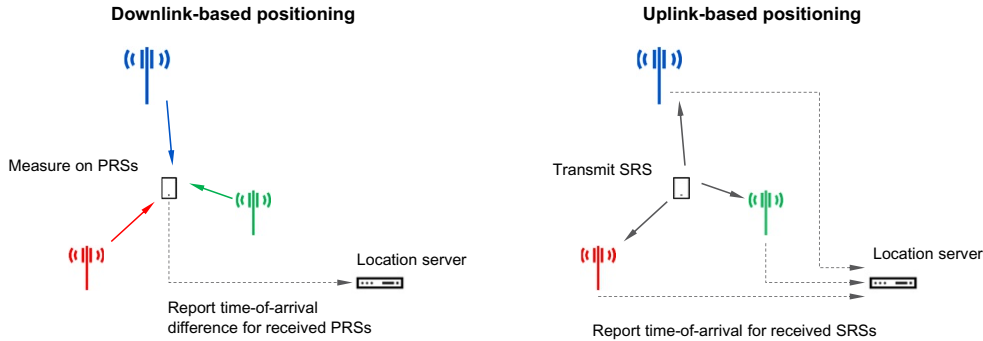 Downlink-based positioning
Measure on PRSs
Location server
Report time-of-arrival
difference for received PRSs
Uplink-based positioning
Transmit SRS
Location server
Report time-of-arrival for received SRSs